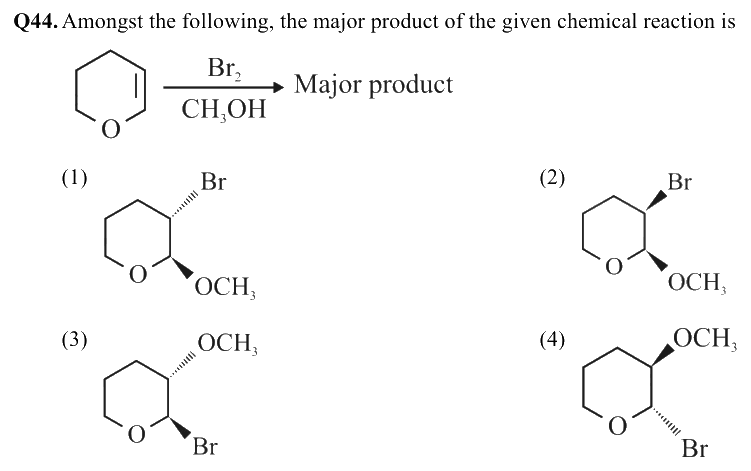 Q44. Amongst the following, the major product of the given chemical reaction is
Br₂
CH₃OH
Major product
O
(1)
Br
O
OCH₃
(2)
Br
O
OCH₃
(3)
OCH₃
O
Br
(4)
OCH₃
O
Br